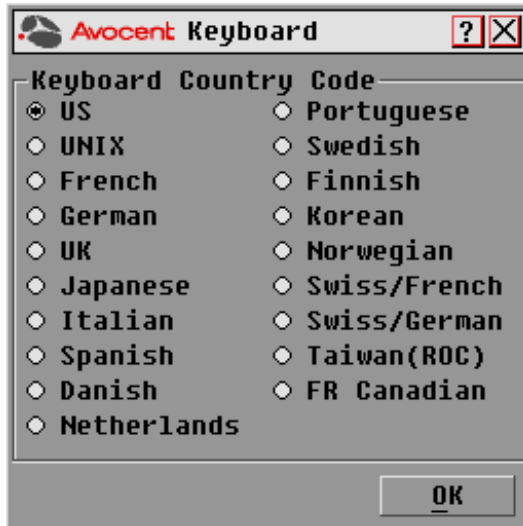 Avocent Keyboard ? X
Keyboard Country Code
US
UNIX
French
German
UK
Japanese
Italian
Spanish
Danish
Netherlands
Portuguese
Swedish
Finnish
Korean
Norwegian
Swiss/French
Swiss/German
Taiwan(ROC)
FR Canadian
OK